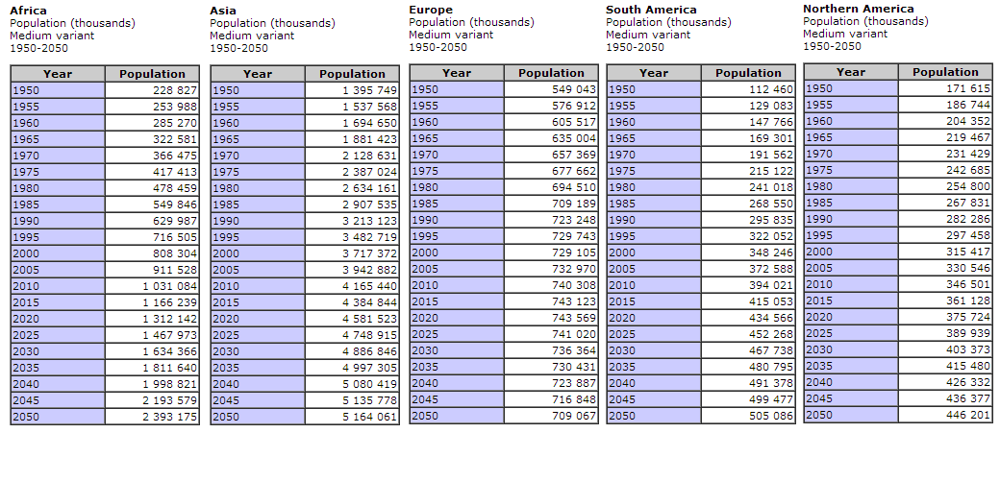 Africa
Population (thousands)
Medium variant
1950-2050
Year Population
1950 228 827
1955 253 988
1960 285 270
1965 322 581
1970 366 475
1975 417 413
1980 478 459
1985 549 846
1990 629 987
1995 716 505
2000 808 304
2005 911 528
2010 1 031 084
2015 1 166 239
2020 1 312 142
2025 1 467 973
2030 1 634 366
2035 1 811 640
2040 1 998 821
2045 2 193 579
2050 2 393 175
Asia
Population (thousands)
Medium variant
1950-2050
Year Population
1950 1 395 749
1955 1 537 568
1960 1 694 650
1965 1 881 423
1970 2 128 631
1975 2 387 024
1980 2 634 161
1985 2 907 535
1990 3 213 123
1995 3 482 719
2000 3 717 372
2005 3 942 882
2010 4 165 440
2015 4 384 844
2020 4 581 523
2025 4 748 915
2030 4 886 846
2035 4 997 305
2040 5 080 419
2045 5 135 778
2050 5 164 061
Europe
Population (thousands)
Medium variant
1950-2050
Year Population
1950 549 043
1955 576 912
1960 605 517
1965 635 004
1970 657 369
1975 677 662
1980 694 510
1985 709 189
1990 723 248
1995 729 743
2000 729 105
2005 732 970
2010 740 308
2015 743 123
2020 743 569
2025 741 020
2030 736 364
2035 730 431
2040 723 887
2045 716 848
2050 709 067
South America
Population (thousands)
Medium variant
1950-2050
Year Population
1950 112 460
1955 129 083
1960 147 766
1965 169 301
1970 191 562
1975 215 122
1980 241 018
1985 268 550
1990 295 835
1995 322 052
2000 348 246
2005 372 588
2010 394 021
2015 415 053
2020 434 566
2025 452 268
2030 467 738
2035 480 795
2040 491 378
2045 499 477
2050 505 086
Northern America
Population (thousands)
Medium variant
1950-2050
Year Population
1950 171 615
1955 186 744
1960 204 352
1965 219 467
1970 231 429
1975 242 685
1980 254 800
1985 267 831
1990 282 286
1995 297 458
2000 315 417
2005 330 546
2010 346 501
2015 361 128
2020 375 724
2025 389 939
2030 403 373
2035 415 480
2040 426 332
2045 436 377
2050 446 201